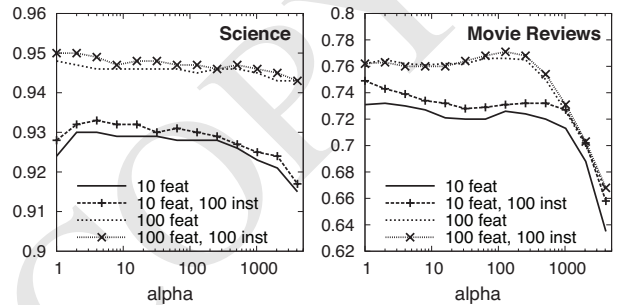 Science
0.96
0.95
0.94
0.93
0.92
0.91
0.9
10 feat
10 feat, 100 inst
100 feat
100 feat, 100 inst
1 10 100 1000
alpha
Movie Reviews
0.8
0.78
0.76
0.74
0.72
0.7
0.68
0.66
0.64
0.62
10 feat
10 feat, 100 inst
100 feat
100 feat, 100 inst
1 10 100 1000
alpha
COPY